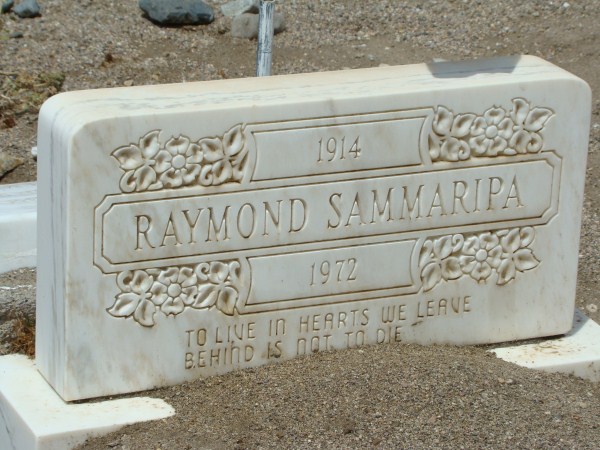 1914
RAYMOND SAMMARIPA
1972
TO LIVE IN HEARTS WE LEAVE
BEHIND IS NOT TO DIE